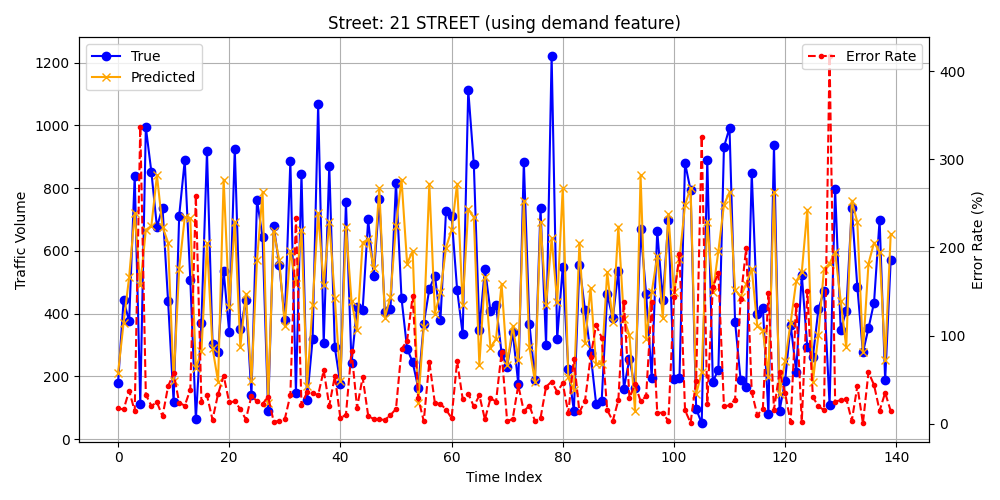 Street: 21 STREET (using demand feature)
True
Predicted
Error Rate
Traffic Volume
0
200
400
600
800
1000
1200
Error Rate (%)
0
100
200
300
400
0
20
40
60
80
100
120
140
Time Index